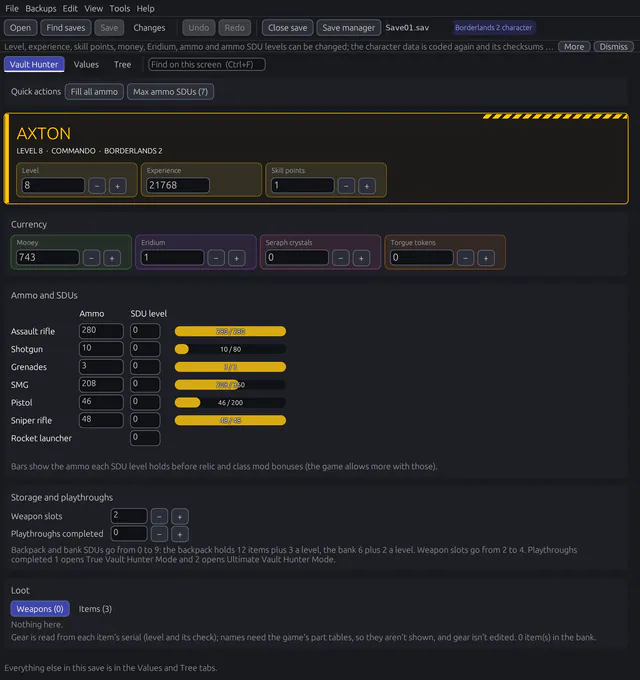 File Backups Edit View Tools Help
Open Find saves Save Changes Undo Redo Close save Save manager Save01.sav Borderlands 2 character
Level, experience, skill points, money, Eridium, ammo and ammo SDU levels can be changed; the character data is coded again and its checksums ... More Dismiss
Vault Hunter Values Tree Find on this screen (Ctrl+F)
Quick actions Fill all ammo Max ammo SDUs (7)
AXTON
LEVEL 8 · COMMANDO · BORDERLANDS 2
Level Experience Skill points
8 − + 21768 1 − +
Currency
Money Eridium Seraph crystals Torgue tokens
743 − + 1 − + 0 − + 0 − +
Ammo and SDUs
Ammo SDU level
Assault rifle 280 0 280 / 280
Shotgun 10 0 10 / 80
Grenades 3 0 3 / 3
SMG 208 0
Pistol 46 0 46 / 200
Sniper rifle 48 0 48 / 48
Rocket launcher 0
Bars show the ammo each SDU level holds before relic and class mod bonuses (the game allows more with those).
Storage and playthroughs
Weapon slots 2 − +
Playthroughs completed 0 − +
Backpack and bank SDUs go from 0 to 9: the backpack holds 12 items plus 3 a level, the bank 6 plus 2 a level. Weapon slots go from 2 to 4. Playthroughs
completed 1 opens True Vault Hunter Mode and 2 opens Ultimate Vault Hunter Mode.
Loot
Weapons (0) Items (3)
Nothing here.
Gear is read from each item's serial (level and its check); names need the game's part tables, so they aren't shown, and gear isn't edited. 0 item(s) in the bank.
Everything else in this save is in the Values and Tree tabs.